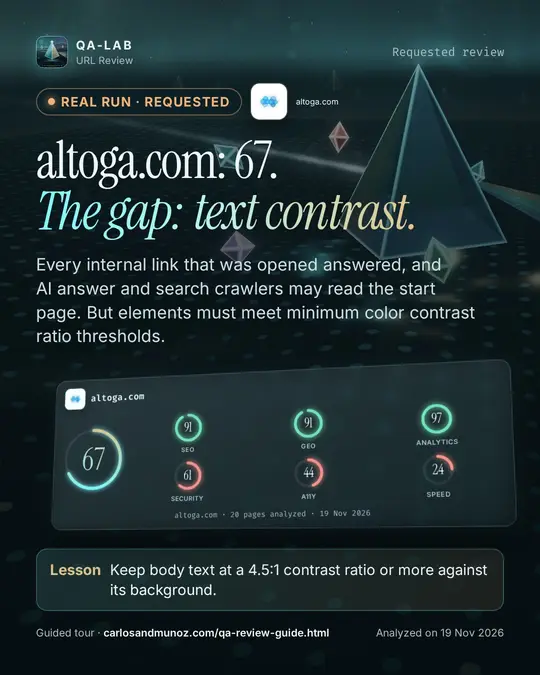 QA-LAB
URL Review
Requested review
REAL RUN · REQUESTED
altoga.com
altoga.com: 67.
The gap: text contrast.
Every internal link that was opened answered, and
AI answer and search crawlers may read the start
page. But elements must meet minimum color contrast
ratio thresholds.
altoga.com
67
91
SEO
91
GEO
97
ANALYTICS
61
SECURITY
44
A11Y
24
SPEED
altoga.com · 20 pages analyzed · 19 Nov 2026
Lesson Keep body text at a 4.5:1 contrast ratio or more against
its background.
Guided tour · carlosandmunoz.com/qa-review-guide.html
Analyzed on 19 Nov 2026